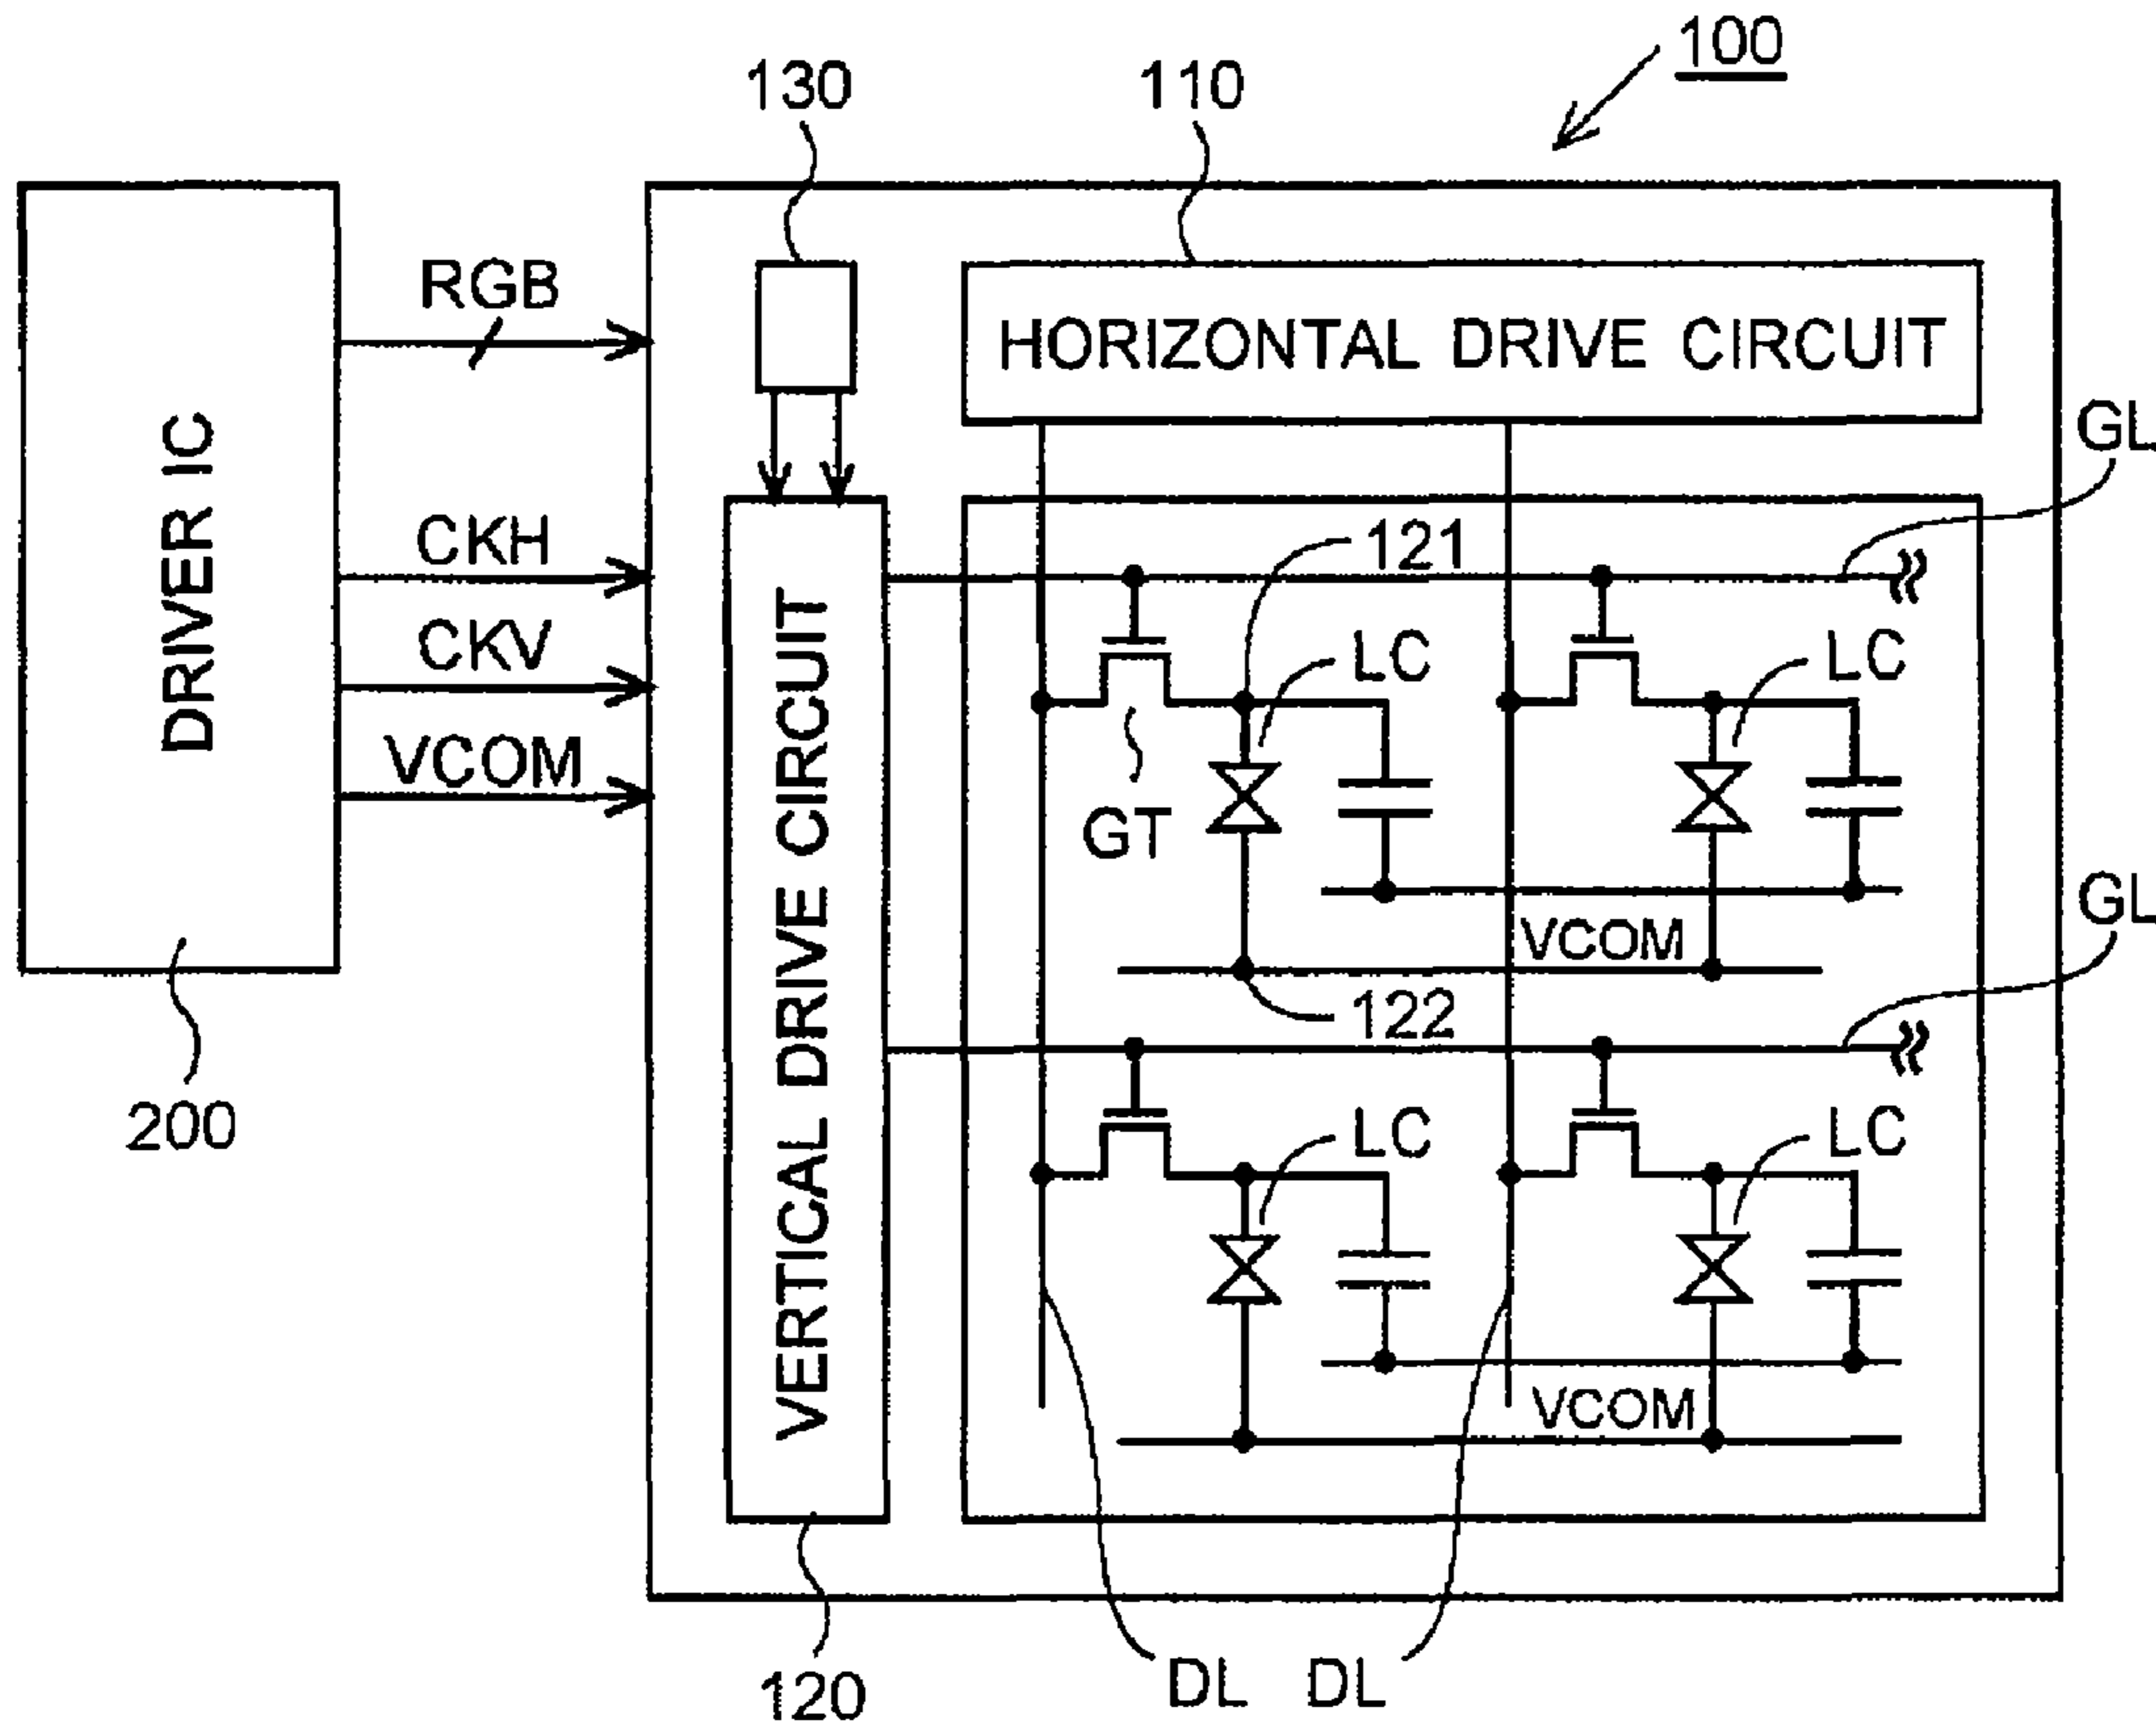 100
130
110
RGB
HORIZONTAL DRIVE CIRCUIT
GL
DRIVER IC
CKH
121
CKV
LC
LC
VCOM
VERTICAL DRIVE CIRCUIT
GT
GL
VCOM
122
200
LC
LC
VCOM
120
DL
DL